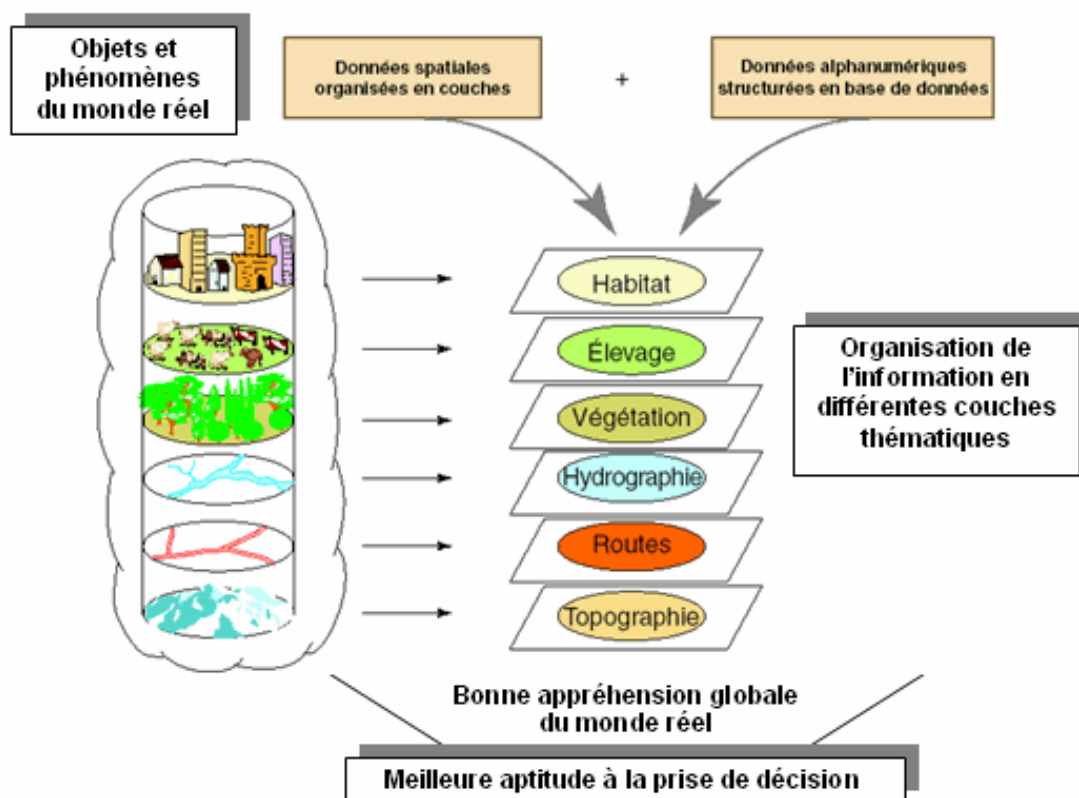 Objets et
phénomènes
du monde réel
Données spatiales
organisées en couches
+
Données alphanumériques
structurées en base de données
Habitat
Élevage
Végétation
Hydrographie
Routes
Topographie
Organisation de
l'information en
différentes couches
thématiques
Bonne appréhension globale
du monde réel
Meilleure aptitude à la prise de décision